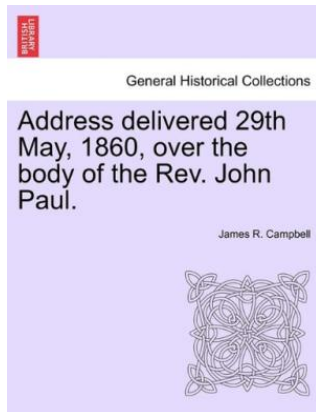 BRITISH
LIBRARY
General Historical Collections
Address delivered 29th
May, 1860, over the
body of the Rev. John
Paul.
James R. Campbell